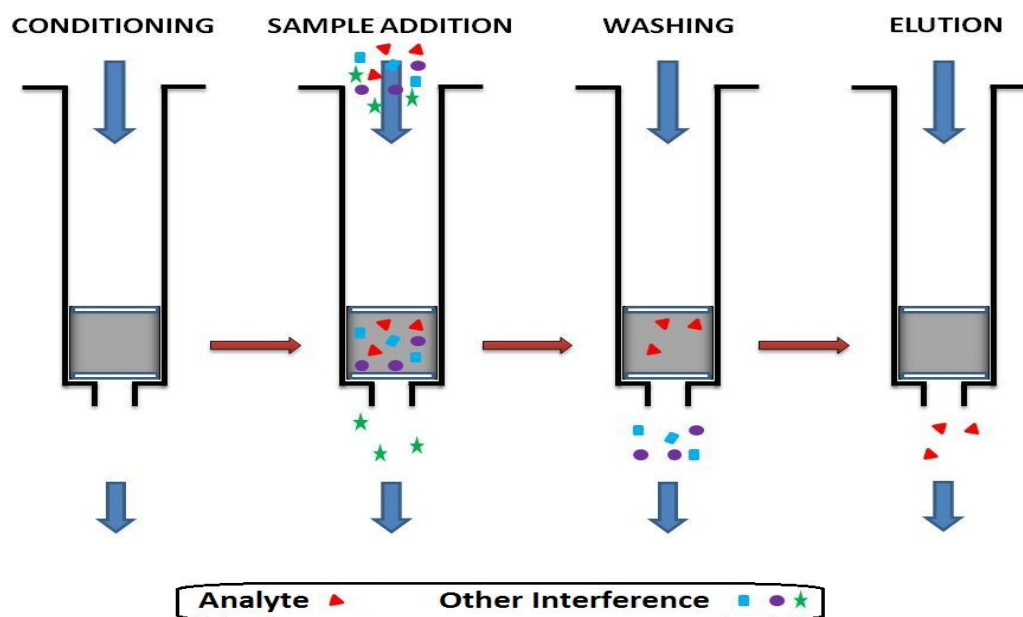 CONDITIONING
SAMPLE ADDITION
WASHING
ELUTION
Analyte
Other Interference